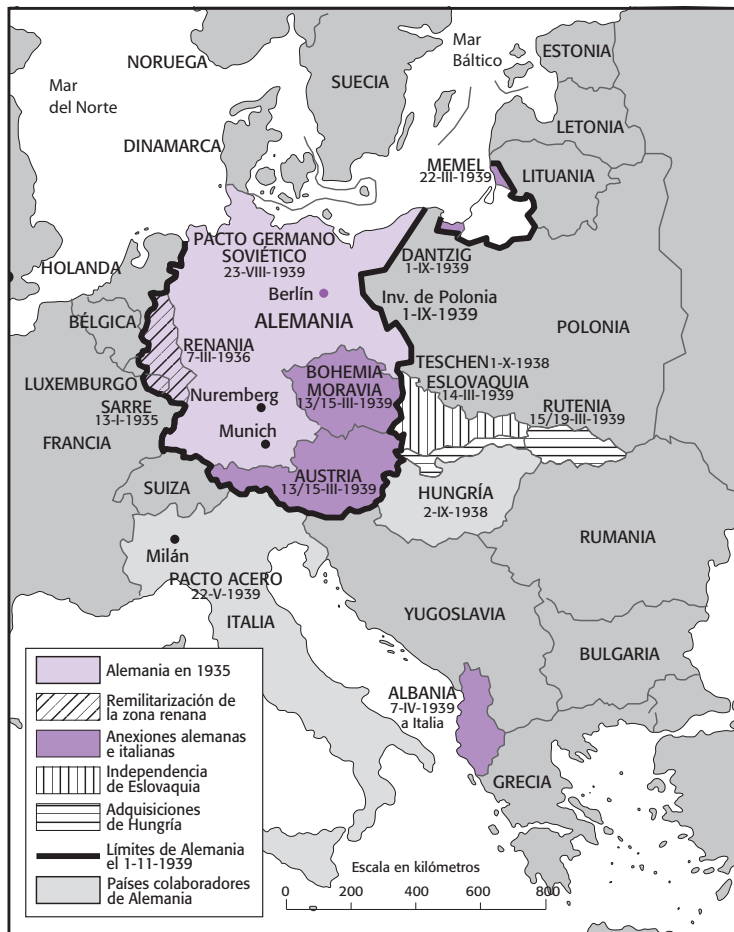 NORUEGA
SUECIA
Mar
Báltico
ESTONIA
Mar
del Norte
LETONIA
DINAMARCA
MEMEL
22-III-1939
LITUANIA
PACTO GERMANO
SOVIÉTICO
23-VIII-1939
DANTZIG
1-IX-1939
HOLANDA
Berlín
Inv. de Polonia
1-IX-1939
BÉLGICA
ALEMANIA
POLONIA
RENANIA
7-III-1936
BOHEMIA
MORAVIA
13/15-III-1939
TESCHEN 1-X-1938
ESLOVAQUIA
14-III-1939
LUXEMBURGO
SARRE
13-I-1935
Nuremberg
RUTENIA
15/19-III-1939
FRANCIA
Munich
AUSTRIA
13/15-III-1939
SUIZA
HUNGRÍA
2-IX-1938
RUMANIA
Milán
PACTO ACERO
22-V-1939
ITALIA
YUGOSLAVIA
BULGARIA
ALBANIA
7-IV-1939
a Italia
GRECIA
Alemania en 1935
Remilitarización de
la zona renana
Anexiones alemanas
e italianas
Independencia
de Eslovaquia
Adquisiciones
de Hungría
Límites de Alemania
el 1-11-1939
Países colaboradores
de Alemania
Escala en kilómetros
0 200 400 600 800